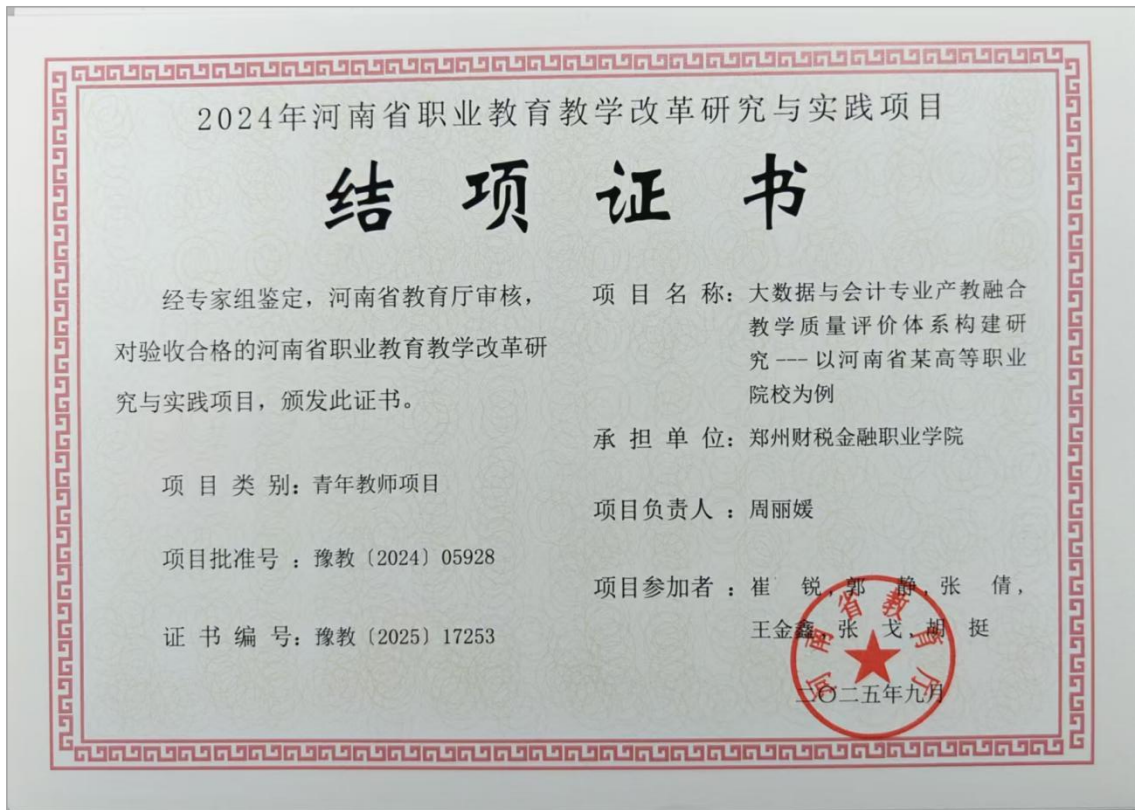 2024年河南省职业教育教学改革研究与实践项目
结项证书
经专家组鉴定，河南省教育厅审核，
对验收合格的河南省职业教育教学改革研
究与实践项目，颁发此证书。
项目类别：青年教师项目
项目批准号：豫教〔2024〕05928
证书编号：豫教〔2025〕17253
项目名称：大数据与会计专业产教融合
教学质量评价体系构建研
究---以河南省某高等职业
院校为例
承担单位：郑州财税金融职业学院
项目负责人：周丽媛
项目参加者：崔 锐,郭 静,张 倩,
王金鑫,张 戈,胡 挺
河南省教育厅
二〇二五年九月